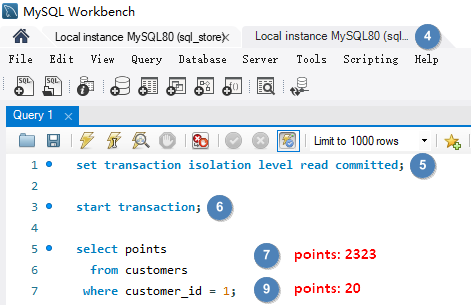 MySQL Workbench
Local instance MySQL80 (sql_store)× Local instance MySQL80 (sql... 4
File Edit View Query Database Server Tools Scripting Help
Query 1 ×
Limit to 1000 rows
1 set transaction isolation level read committed; 5
2
3 start transaction; 6
4
5 select points 7 points: 2323
6 from customers
7 where customer_id = 1; 9 points: 20